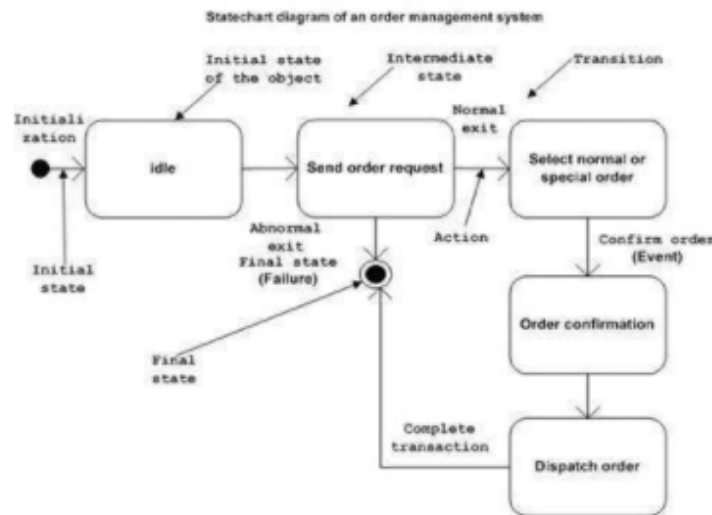 Statechart diagram of an order management system
Initial state
of the object
Intermediate
state
Transition
Initiali
zation
Normal
exit
idle
Send order request
Select normal or
special order
Abnormal
exit
Final state
(Failure)
Action
Confirm order
(Event)
Initial
state
Order confirmation
Final
state
Complete
transaction
Dispatch order